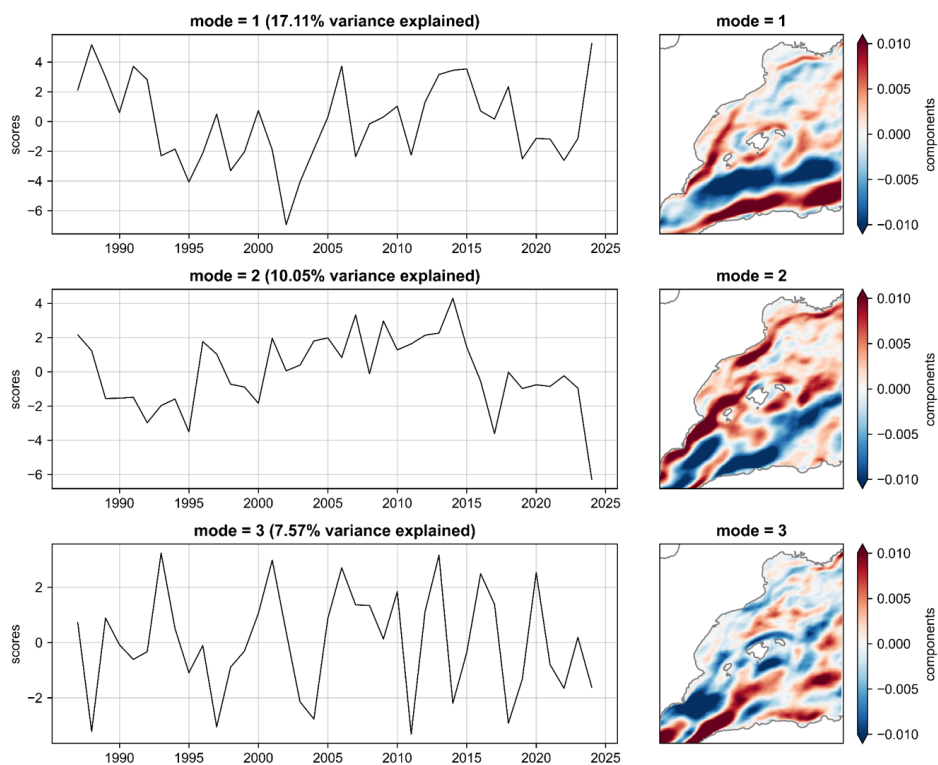 mode = 1 (17.11% variance explained)
mode = 1
scores
4
2
0
−2
−4
−6
1990 1995 2000 2005 2010 2015 2020 2025
0.010
0.005
0.000
−0.005
−0.010
components
mode = 2 (10.05% variance explained)
mode = 2
scores
4
2
0
−2
−4
−6
1990 1995 2000 2005 2010 2015 2020 2025
0.010
0.005
0.000
−0.005
−0.010
components
mode = 3 (7.57% variance explained)
mode = 3
scores
2
0
−2
1990 1995 2000 2005 2010 2015 2020 2025
0.010
0.005
0.000
−0.005
−0.010
components